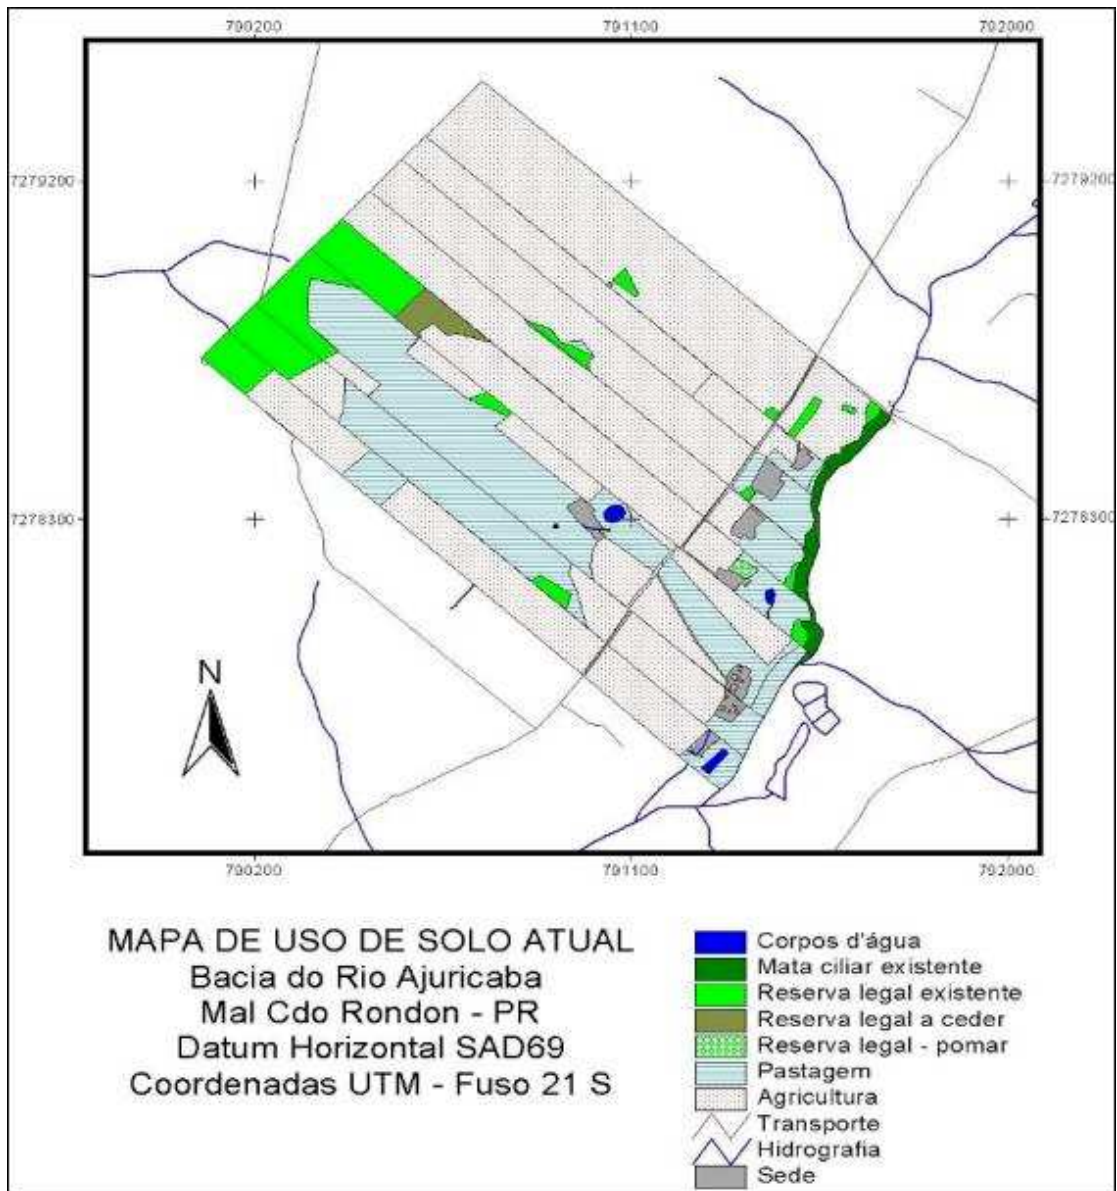 790200 791100 792000
7279200 7279200
7278300 7278300
N
790200 791100 792000
MAPA DE USO DE SOLO ATUAL
Bacia do Rio Ajuricaba
Mal Cdo Rondon - PR
Datum Horizontal SAD69
Coordenadas UTM - Fuso 21 S
Corpos d'água
Mata ciliar existente
Reserva legal existente
Reserva legal a ceder
Reserva legal - pomar
Pastagem
Agricultura
Transporte
Hidrografia
Sede